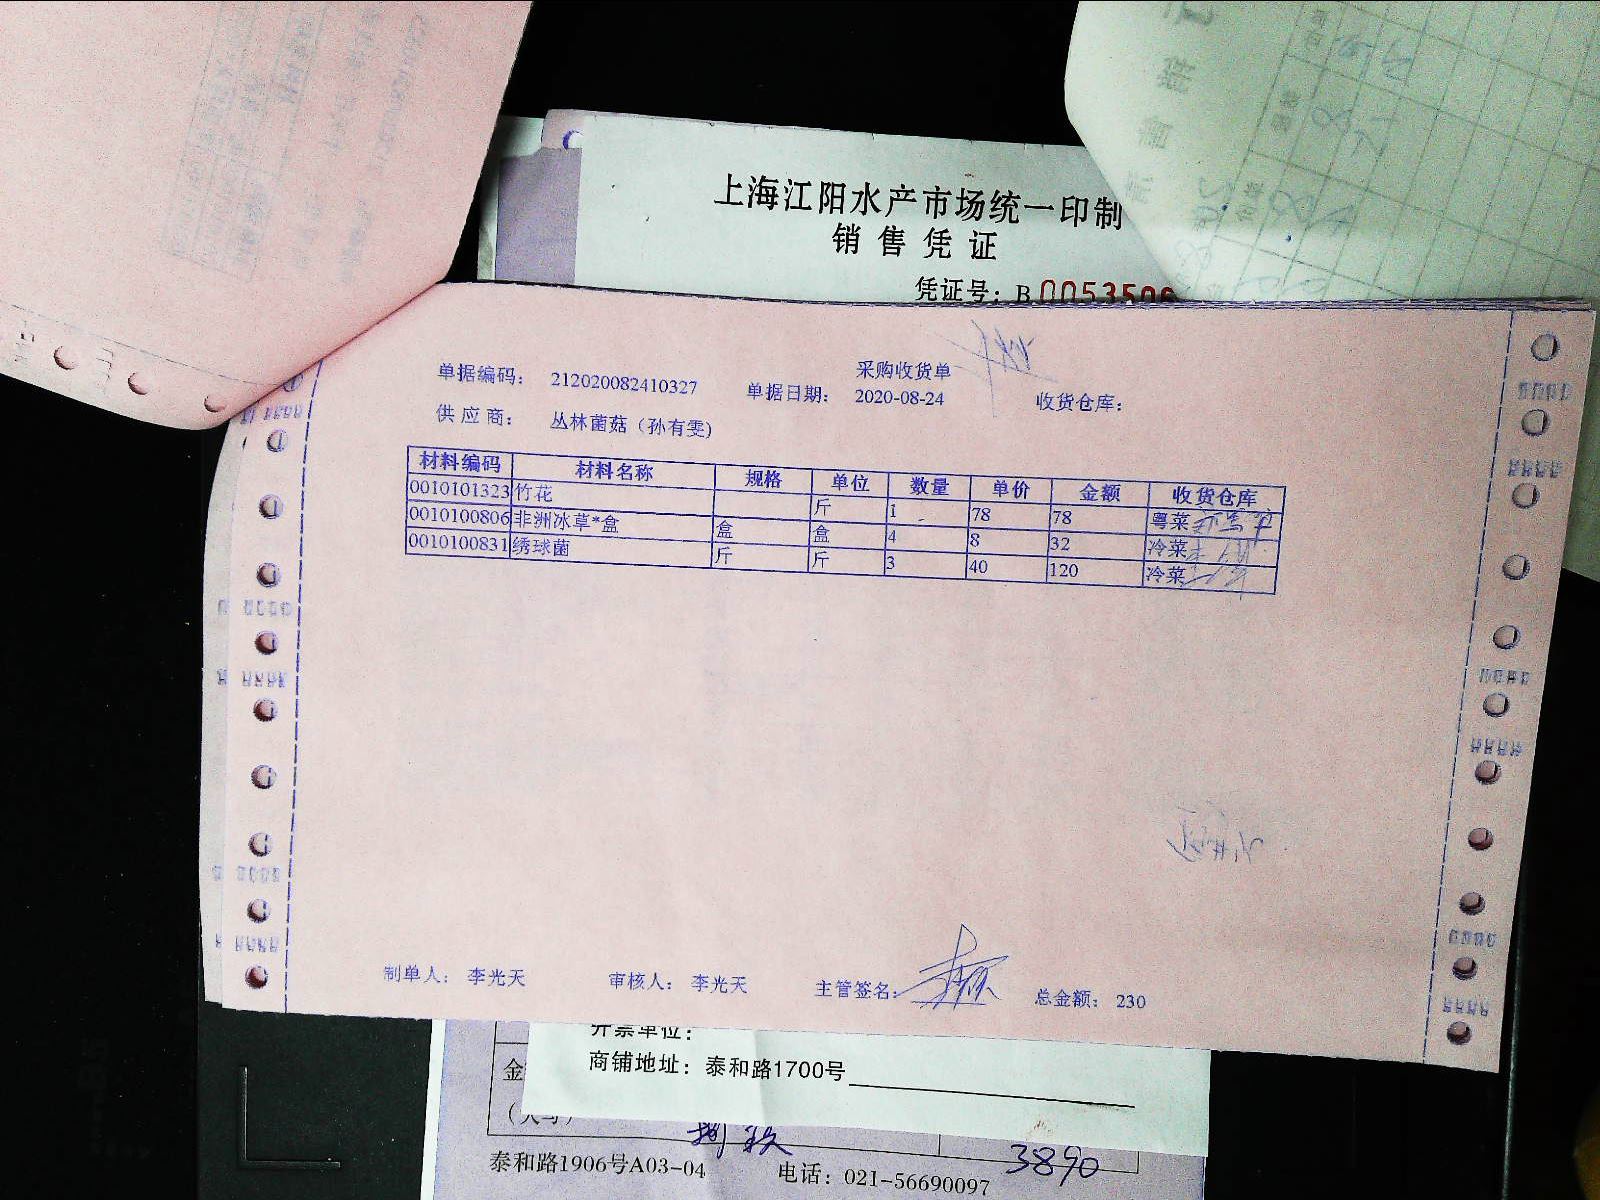 上海江阳水产市场统一印制
销售凭证
凭证号：B 0053506
采购收货单
单据编码： 212020082410327 单据日期： 2020-08-24 收货仓库：
供应商： 丛林菌菇（孙有雯）
材料编码 材料名称 规格 单位 数量 单价 金额 收货仓库
0010101323 竹花 斤 1 78 78 粤菜
0010100806 非洲冰草*盒 盒 盒 4 8 32 冷菜
0010100831 绣球菌 斤 斤 3 40 120 冷菜
制单人： 李光天 审核人： 李光天 主管签名： 总金额： 230
开票单位：
商铺地址：泰和路1700号
金
（大写）
3890
泰和路1906号A03-04 电话：021-56690097